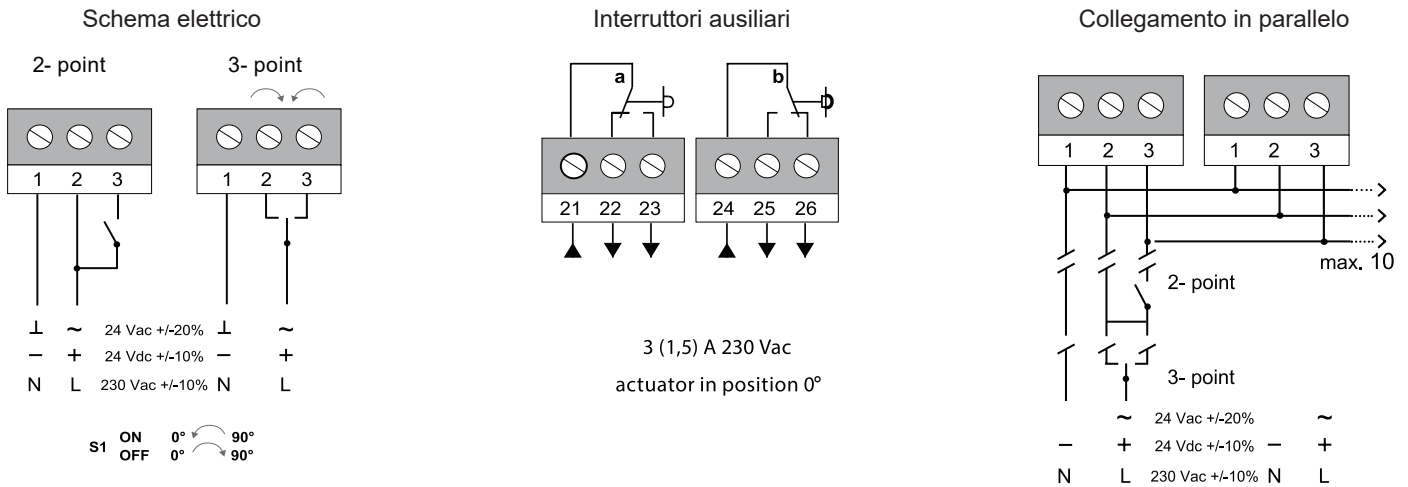 Schema elettrico
2- point 3- point
1 2 3 1 2 3
⊥ ~ 24 Vac +/-20% ⊥ ~
− + 24 Vdc +/-10% − +
N L 230 Vac +/-10% N L
S1 ON 0° 90°
OFF 0° 90°
Interruttori ausiliari
a b
21 22 23 24 25 26
3 (1,5) A 230 Vac
actuator in position 0°
Collegamento in parallelo
1 2 3 1 2 3
max. 10
2- point
3- point
~ 24 Vac +/-20% ~
− + 24 Vdc +/-10% − +
N L 230 Vac +/-10% N L